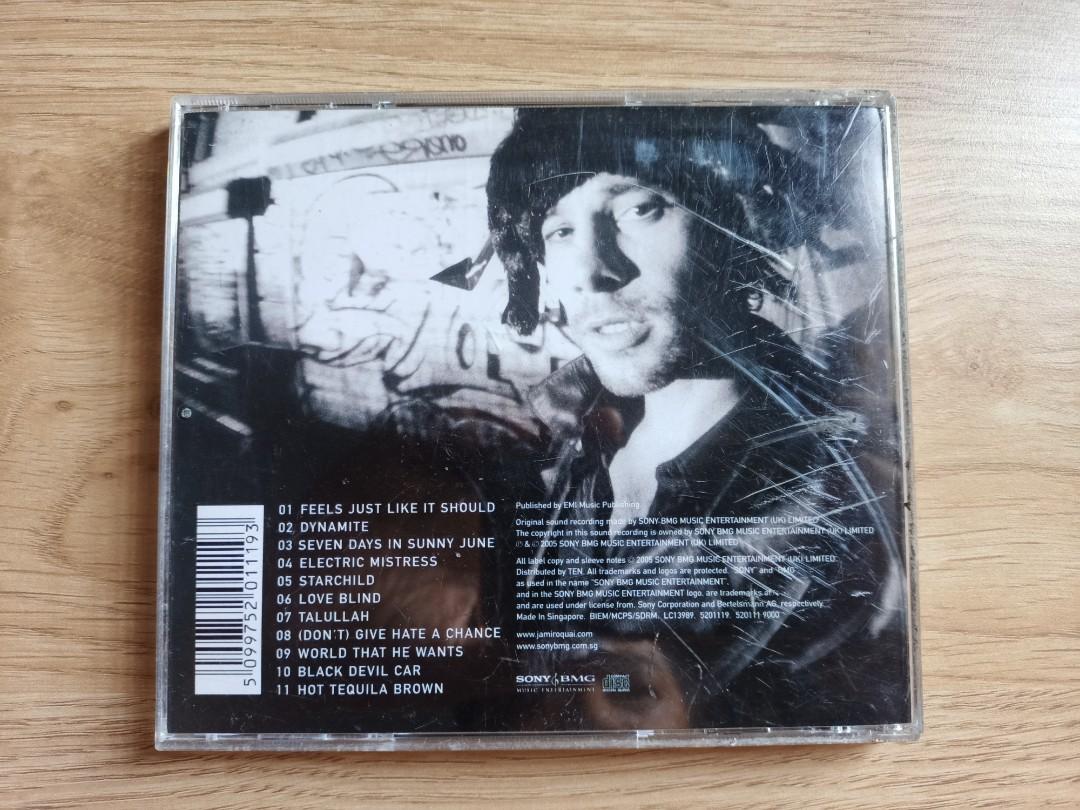 01 FEELS JUST LIKE IT SHOULD
02 DYNAMITE
03 SEVEN DAYS IN SUNNY JUNE
04 ELECTRIC MISTRESS
05 STARCHILD
06 LOVE BLIND
07 TALULLAH
08 (DON'T) GIVE HATE A CHANCE
09 WORLD THAT HE WANTS
10 BLACK DEVIL CAR
11 HOT TEQUILA BROWN
5 099752 011193
Published by EMI Music Publishing.
Original sound recording made by SONY BMG MUSIC ENTERTAINMENT (UK) LIMITED
The copyright in this sound recording is owned by SONY BMG MUSIC ENTERTAINMENT (UK) LIMITED
℗ & © 2005 SONY BMG MUSIC ENTERTAINMENT (UK) LIMITED
All label copy and sleeve notes © 2005 SONY BMG MUSIC ENTERTAINMENT (UK) LIMITED.
Distributed by TEN. All trademarks and logos are protected. "SONY" and "BMG"
as used in the name "SONY BMG MUSIC ENTERTAINMENT".
and in the SONY BMG MUSIC ENTERTAINMENT logo, are trademarks of
and are used under license from, Sony Corporation and Bertelsmann AG, respectively.
Made In Singapore. BIEM/MCPS/SDRM. LC13989. 5201119. 520111 9000
www.jamiroquai.com
www.sonybmg.com.sg
SONY BMG
MUSIC ENTERTAINMENT
COMPACT
disc
DIGITAL AUDIO